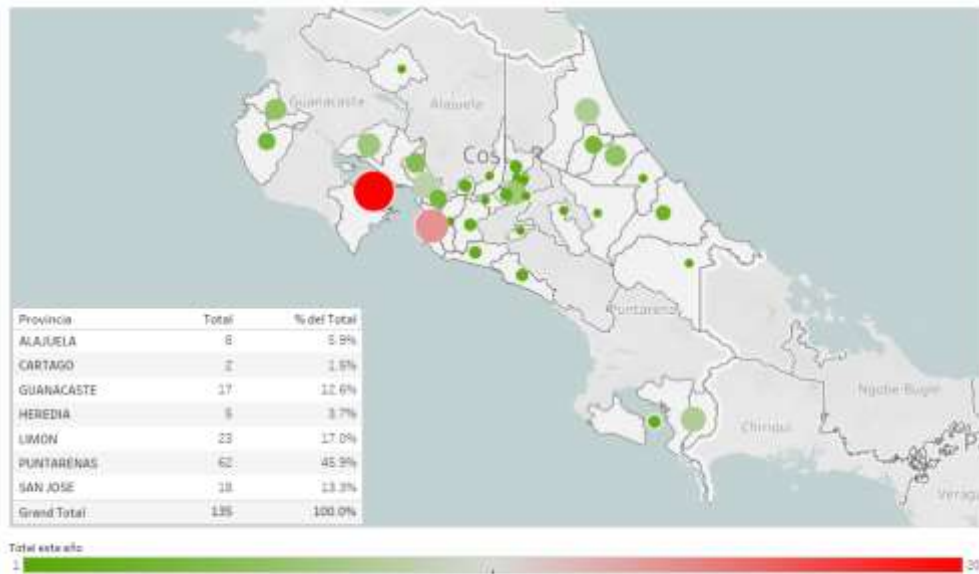 Guanacaste
Alajuela
Puntarenas
Ngobe-Bugle
Chiriqui
Provincia Total % del Total
ALAJUELA 8 5.9%
CARTAGO 2 1.5%
GUANACASTE 17 12.6%
HEREDIA 5 3.7%
LIMON 23 17.0%
PUNTARENAS 62 45.9%
SAN JOSE 18 13.3%
Grand Total 135 100.0%
Total este año
1